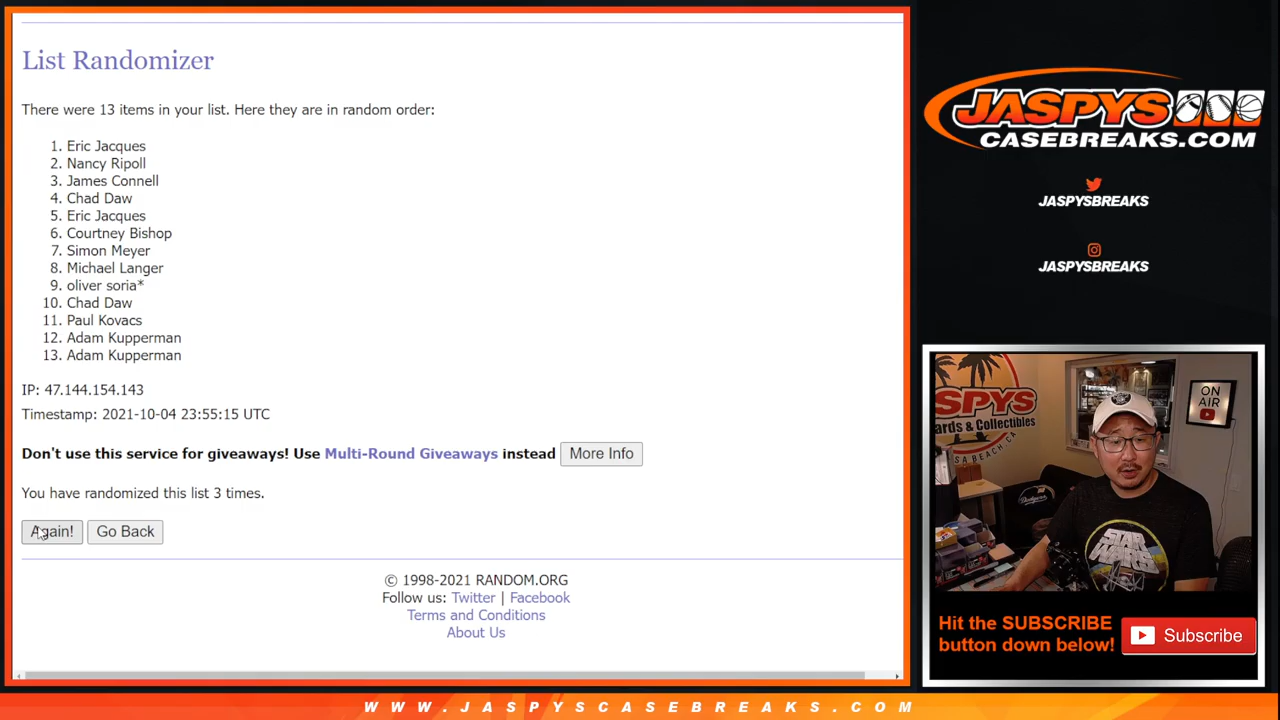 List Randomizer
There were 13 items in your list. Here they are in random order:
1. Eric Jacques
2. Nancy Ripoll
3. James Connell
4. Chad Daw
5. Eric Jacques
6. Courtney Bishop
7. Simon Meyer
8. Michael Langer
9. oliver soria*
10. Chad Daw
11. Paul Kovacs
12. Adam Kupperman
13. Adam Kupperman
IP: 47.144.154.143
Timestamp: 2021-10-04 23:55:15 UTC
Don't use this service for giveaways! Use Multi-Round Giveaways instead More Info
You have randomized this list 3 times.
Again! Go Back
© 1998-2021 RANDOM.ORG
Follow us: Twitter | Facebook
Terms and Conditions
About Us
JASPYS
CASEBREAKS.COM
JASPYSBREAKS
JASPYSBREAKS
ON
AIR
STAR
WARS
Hit the SUBSCRIBE
button down below!
Subscribe
WWW.JASPYSCASEBREAKS.COM